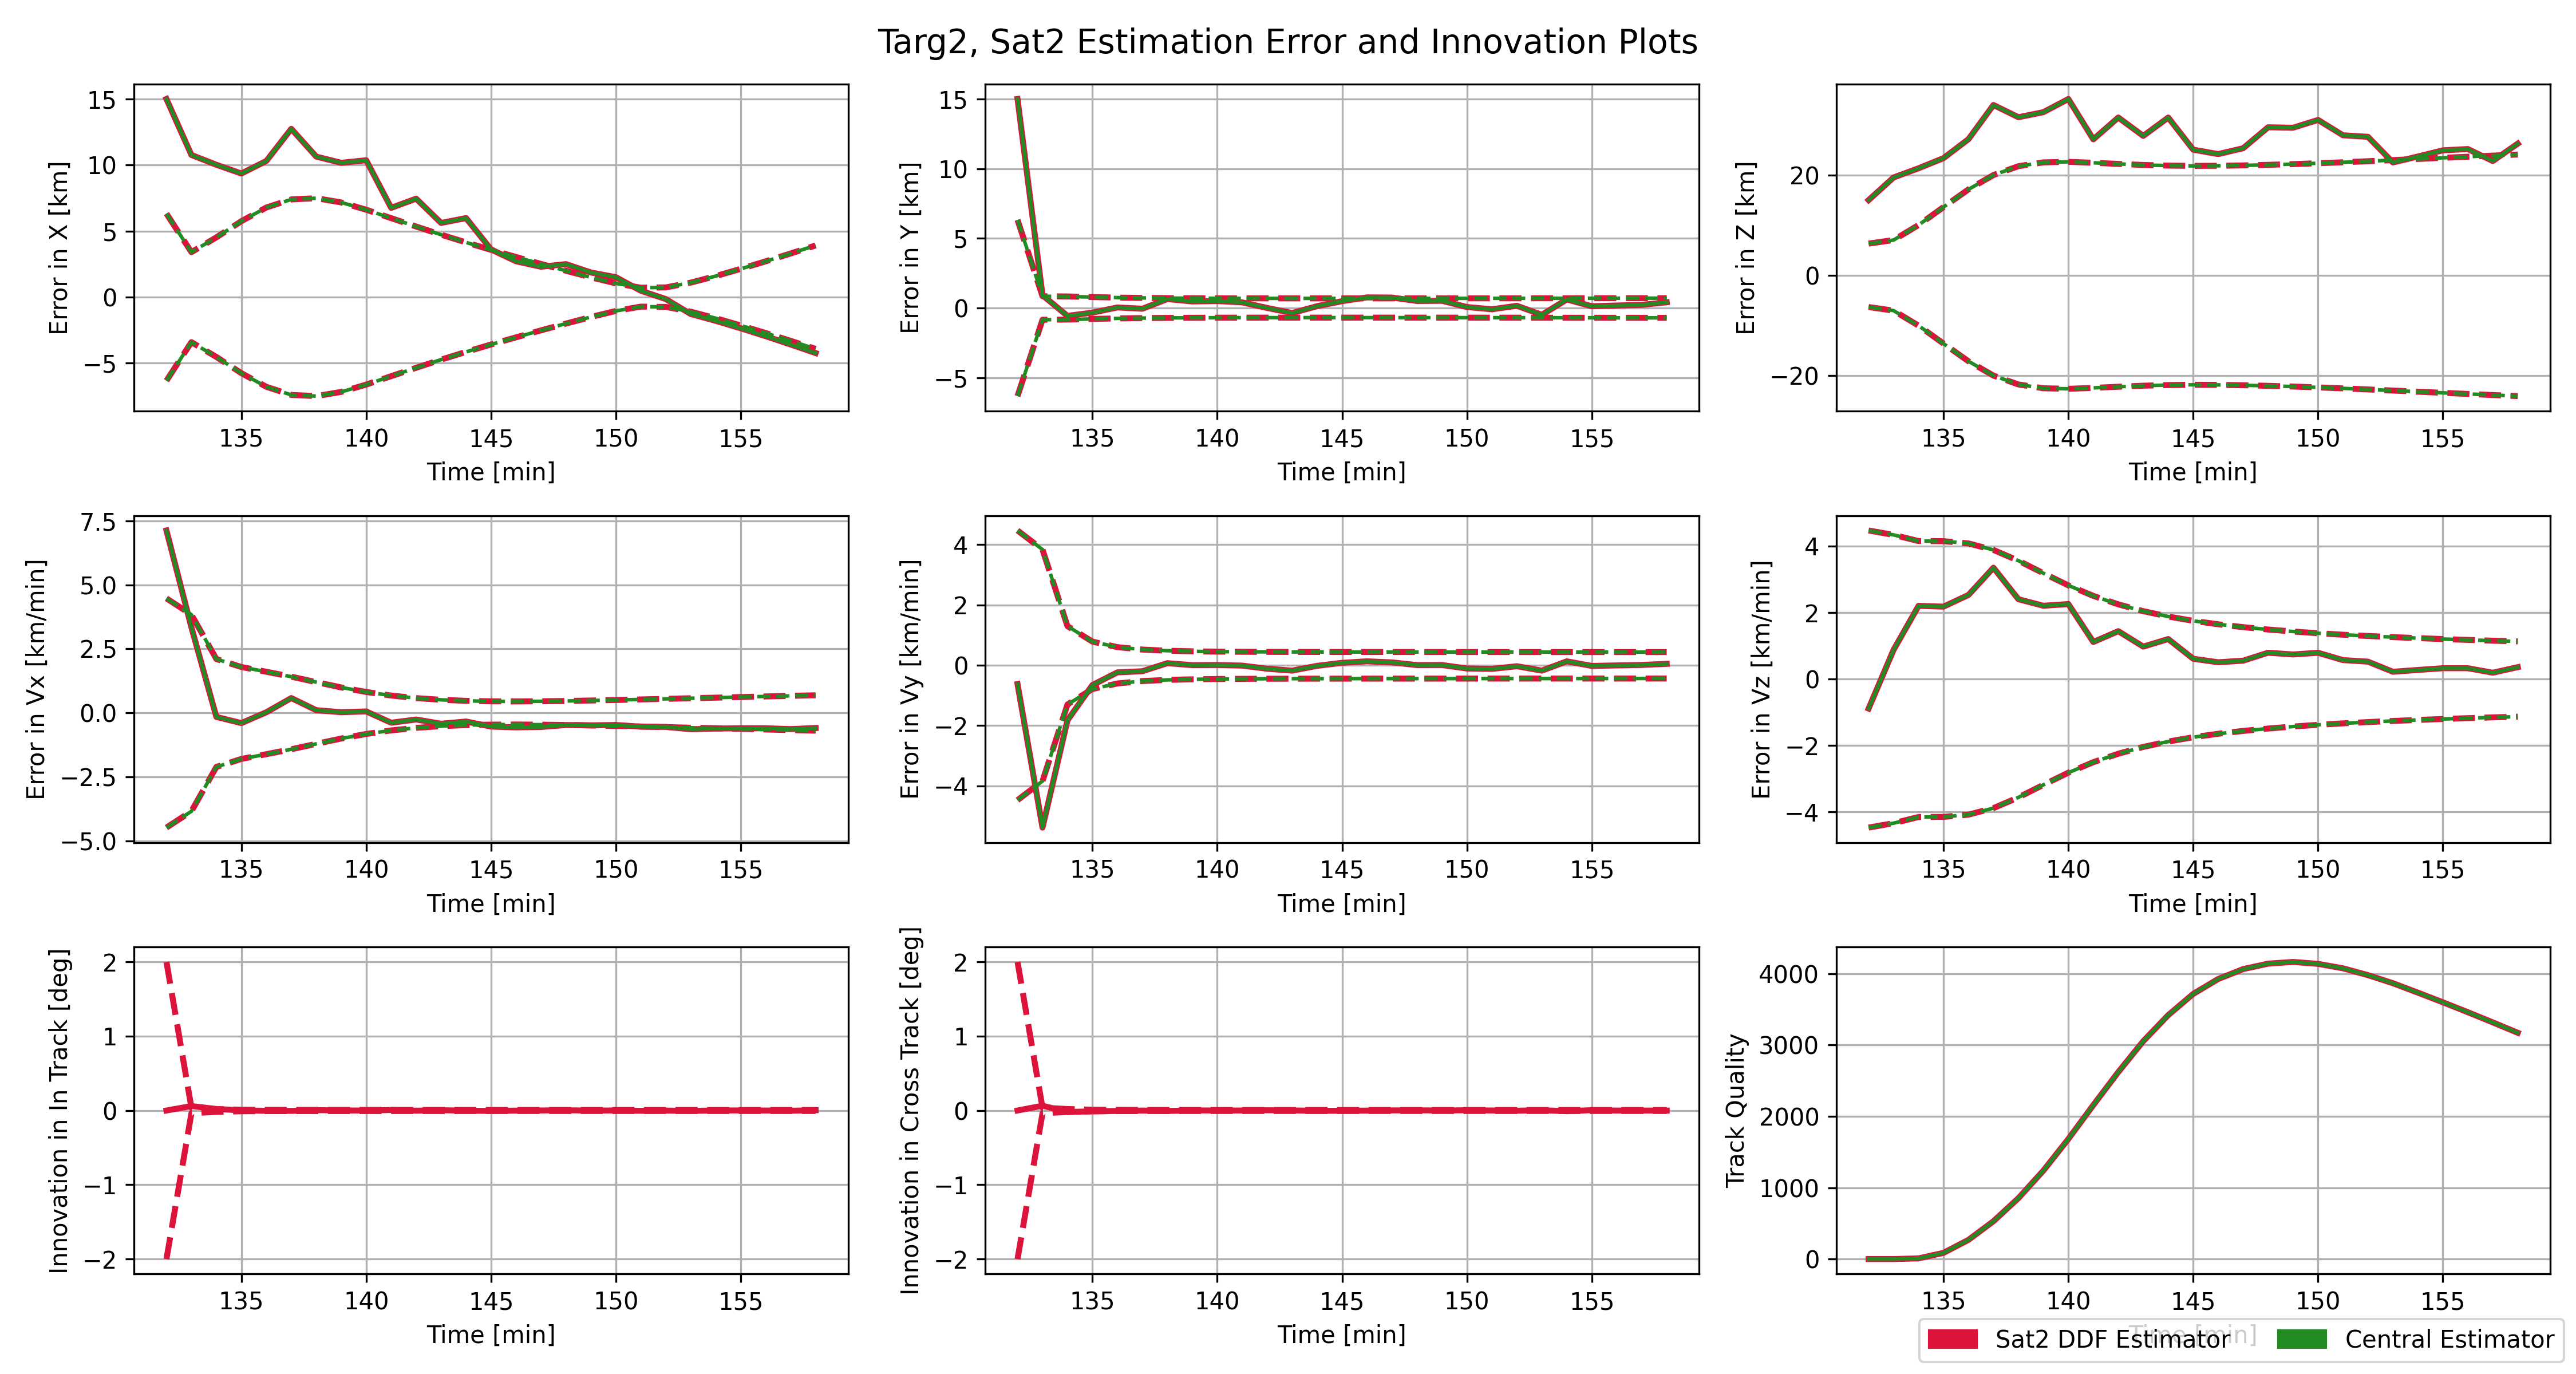 Targ2, Sat2 Estimation Error and Innovation Plots
Error in X [km]
15
10
5
0
−5
135 140 145 150 155
Time [min]
Error in Y [km]
15
10
5
0
−5
135 140 145 150 155
Time [min]
Error in Z [km]
20
0
−20
135 140 145 150 155
Time [min]
Error in Vx [km/min]
7.5
5.0
2.5
0.0
−2.5
−5.0
135 140 145 150 155
Time [min]
Error in Vy [km/min]
4
2
0
−2
−4
135 140 145 150 155
Time [min]
Error in Vz [km/min]
4
2
0
−2
−4
135 140 145 150 155
Time [min]
Innovation in In Track [deg]
2
1
0
−1
−2
135 140 145 150 155
Time [min]
Innovation in Cross Track [deg]
2
1
0
−1
−2
135 140 145 150 155
Time [min]
Track Quality
4000
3000
2000
1000
0
135 140 145 150 155
Time [min]
Sat2 DDF Estimator Central Estimator